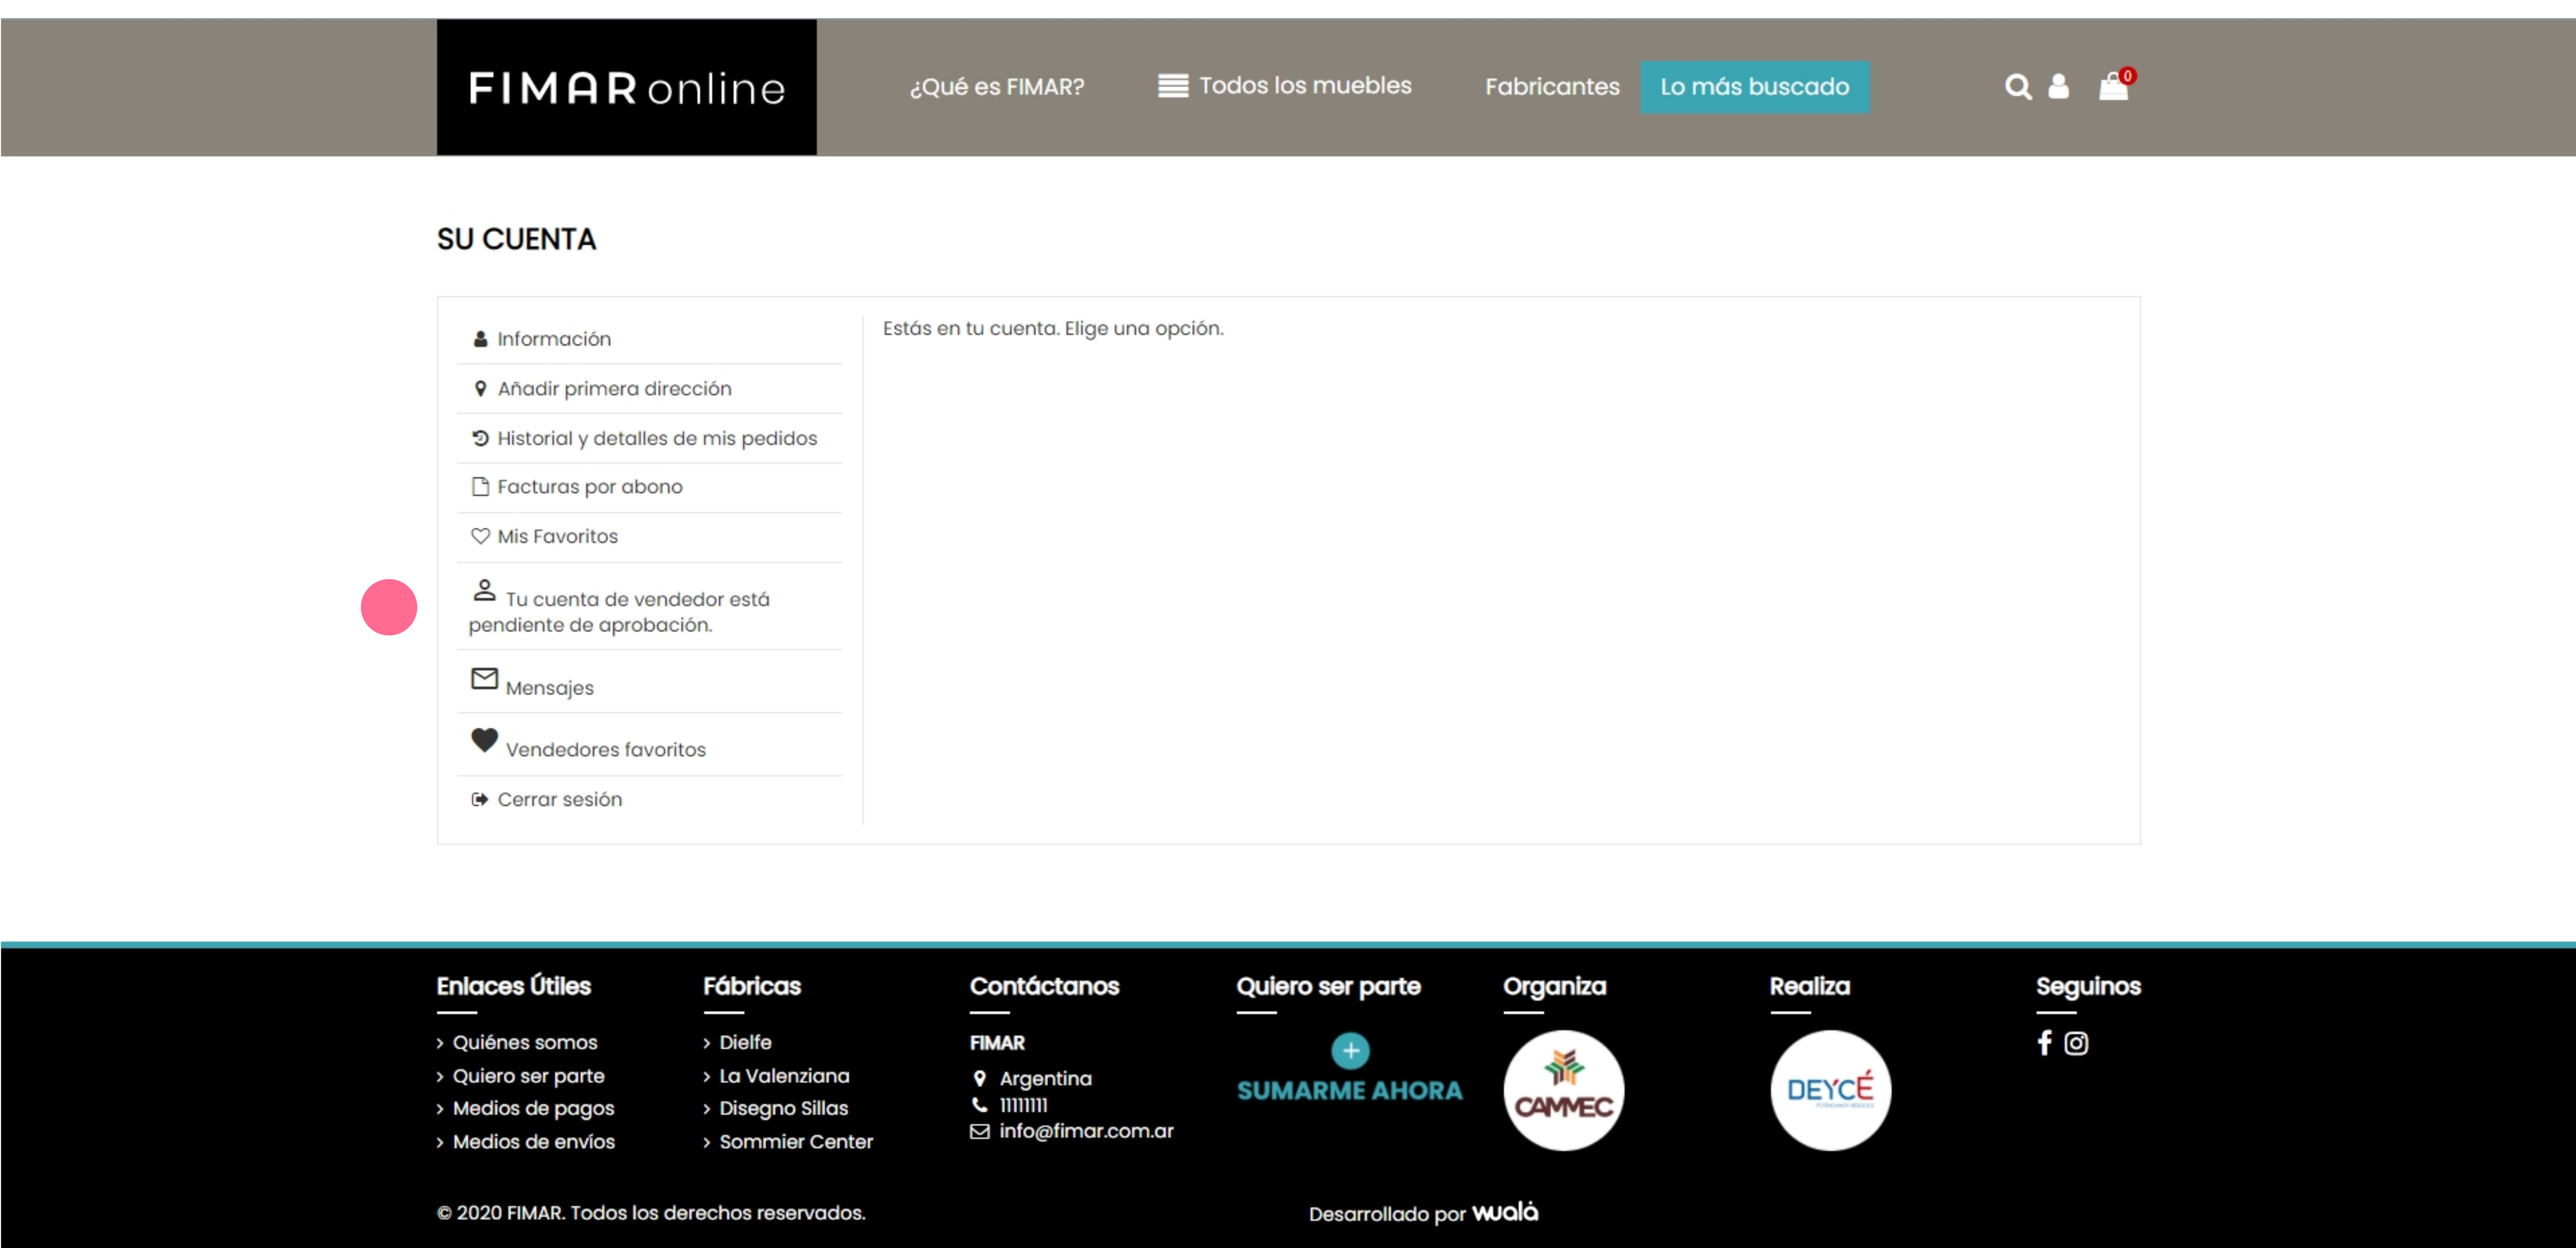 FIMAR online
¿Qué es FIMAR?
Todos los muebles
Fabricantes
Lo más buscado
0
SU CUENTA
Información
Añadir primera dirección
Historial y detalles de mis pedidos
Facturas por abono
Mis Favoritos
Tu cuenta de vendedor está
pendiente de aprobación.
Mensajes
Vendedores favoritos
Cerrar sesión
Estás en tu cuenta. Elige una opción.
Enlaces Útiles
> Quiénes somos
> Quiero ser parte
> Medios de pagos
> Medios de envíos
Fábricas
> Dielfe
> La Valenziana
> Disegno Sillas
> Sommier Center
Contáctanos
FIMAR
Argentina
11111111
info@fimar.com.ar
Quiero ser parte
SUMARME AHORA
Organiza
CAMMEC
Realiza
DEYCÉ
Seguinos
© 2020 FIMAR. Todos los derechos reservados.
Desarrollado por wualá